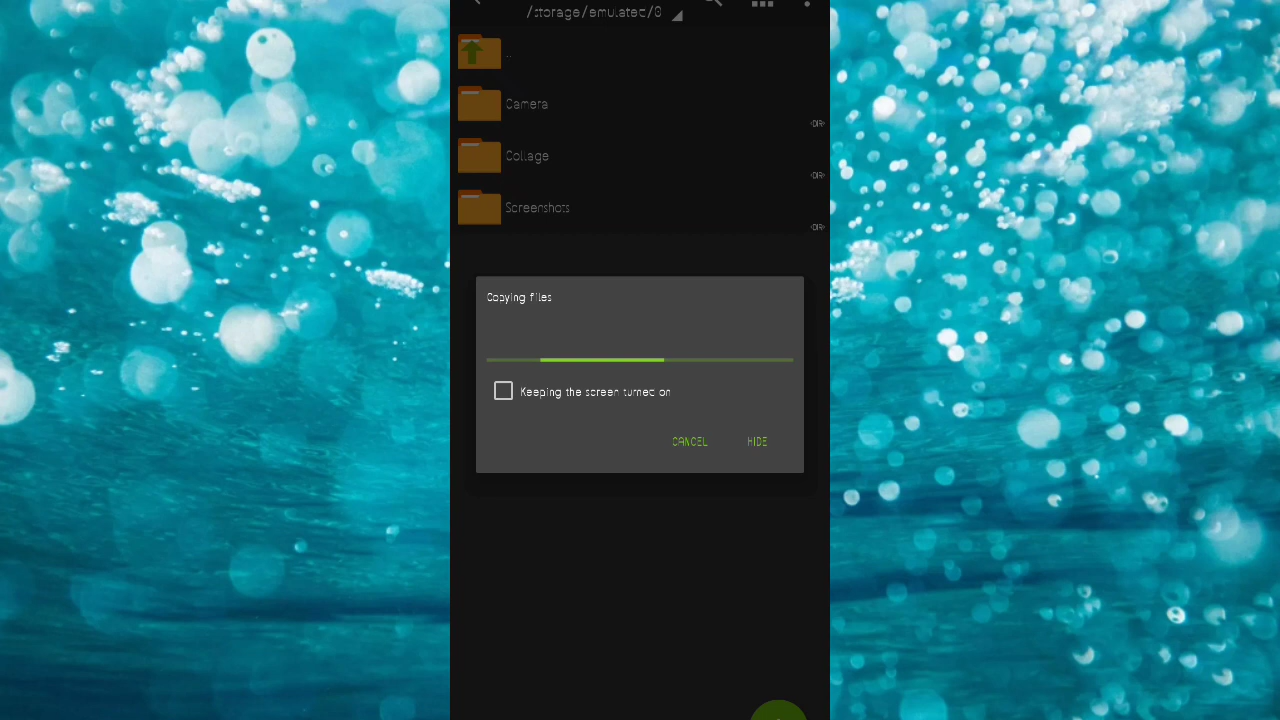 /storage/emulated/0
..
Camera
<DIR>
Collage
<DIR>
Screenshots
<DIR>
Copying files
Keeping the screen turned on
CANCEL HIDE